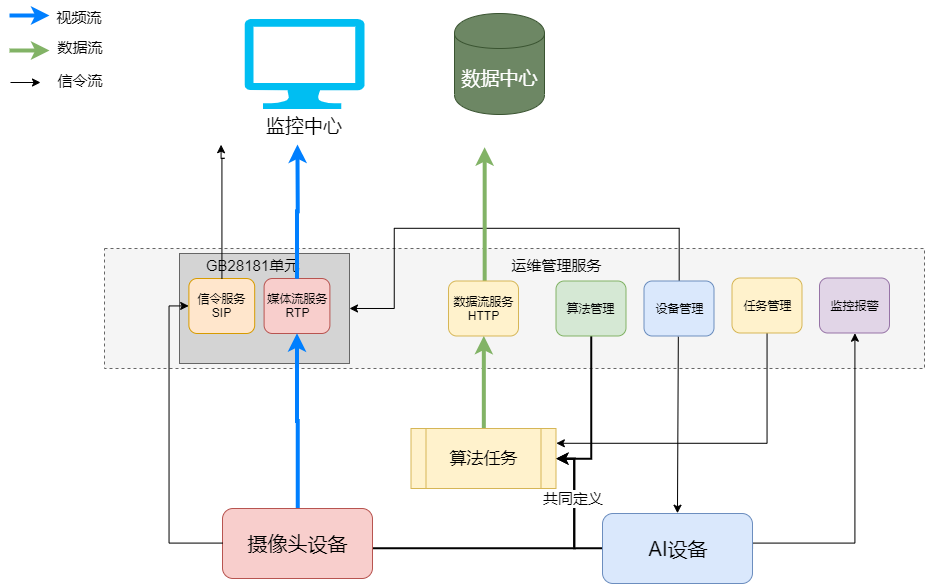 视频流
数据流
信令流
监控中心
数据中心
GB28181单元
运维管理服务
信令服务
SIP
媒体流服务
RTP
数据流服务
HTTP
算法管理
设备管理
任务管理
监控报警
算法任务
共同定义
摄像头设备
AI设备